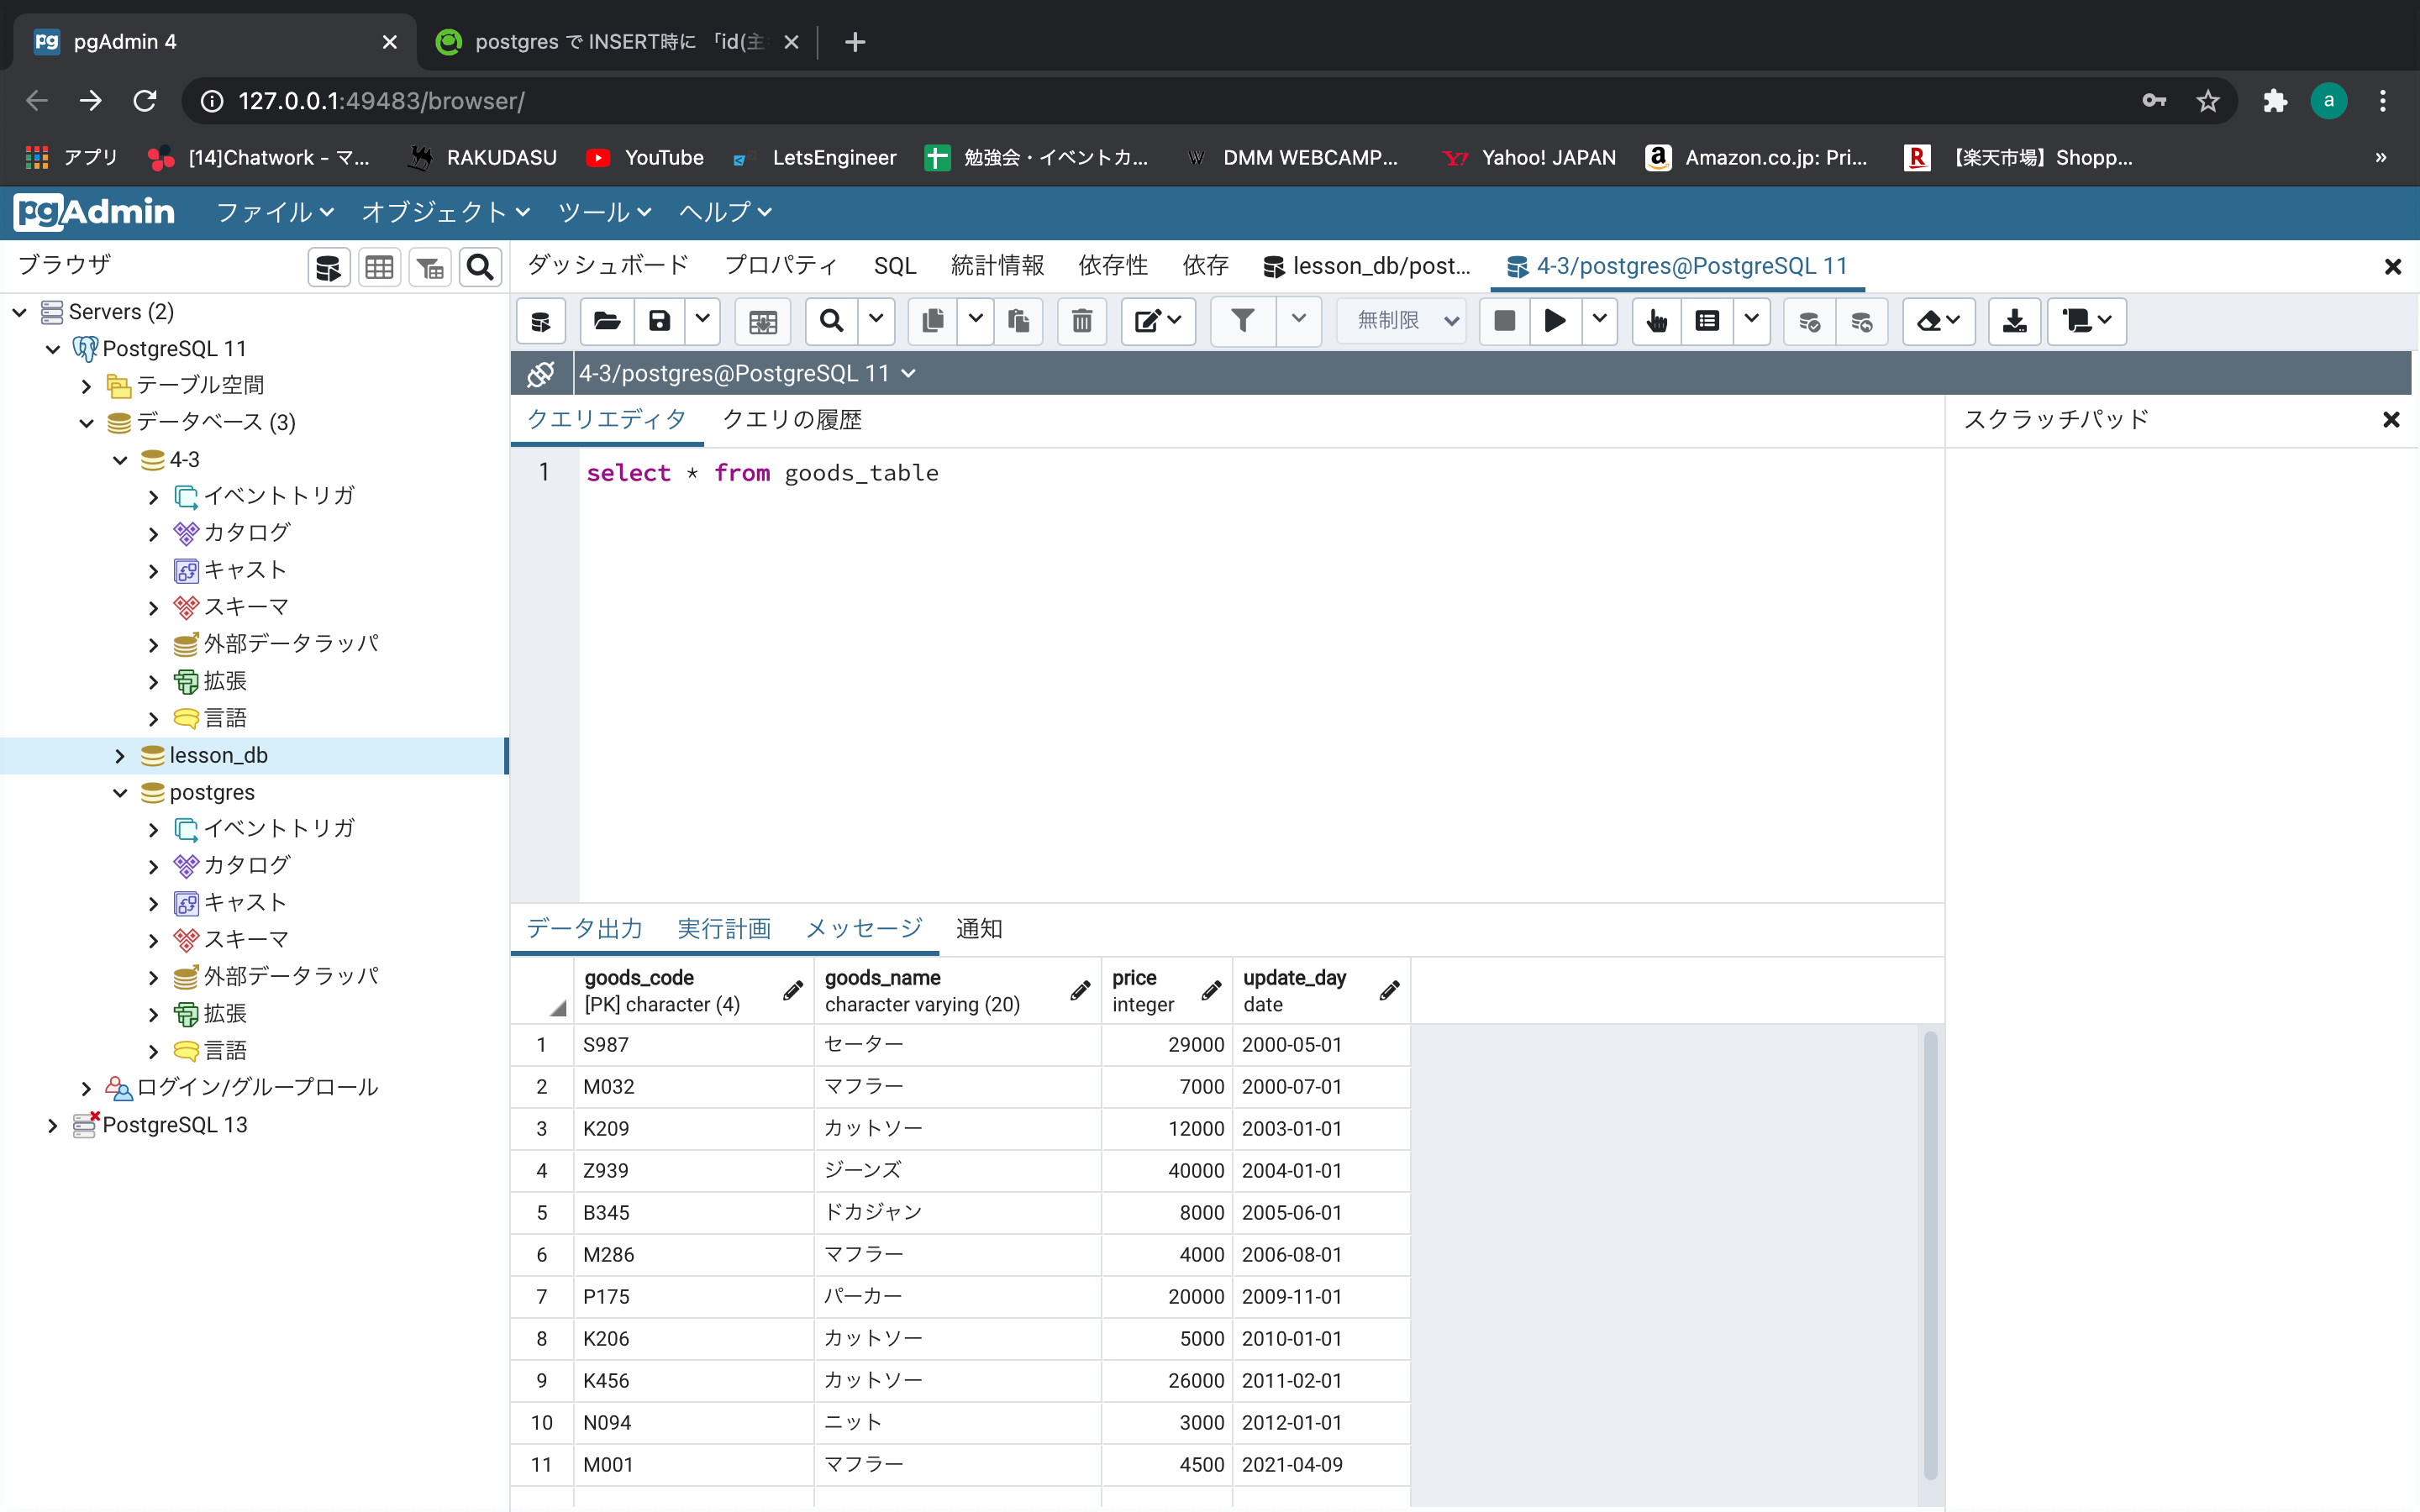 pgAdmin 4
postgres で INSERT時に 「id(主
127.0.0.1:49483/browser/
a
アプリ
[14]Chatwork - マ...
RAKUDASU
YouTube
LetsEngineer
勉強会・イベントカ...
DMM WEBCAMP...
Yahoo! JAPAN
Amazon.co.jp: Pri...
【楽天市場】Shopp...
»
pgAdmin
ファイル
オブジェクト
ツール
ヘルプ
ブラウザ
ダッシュボード
プロパティ
SQL
統計情報
依存性
依存
lesson_db/post...
4-3/postgres@PostgreSQL 11
無制限
4-3/postgres@PostgreSQL 11
クエリエディタ
クエリの履歴
スクラッチパッド
1
select * from goods_table
Servers (2)
PostgreSQL 11
テーブル空間
データベース (3)
4-3
イベントトリガ
カタログ
キャスト
スキーマ
外部データラッパ
拡張
言語
lesson_db
postgres
イベントトリガ
カタログ
キャスト
スキーマ
外部データラッパ
拡張
言語
ログイン/グループロール
PostgreSQL 13
データ出力
実行計画
メッセージ
通知
goods_code goods_name price update_day
[PK] character (4) character varying (20) integer date
1 S987 セーター 29000 2000-05-01
2 M032 マフラー 7000 2000-07-01
3 K209 カットソー 12000 2003-01-01
4 Z939 ジーンズ 40000 2004-01-01
5 B345 ドカジャン 8000 2005-06-01
6 M286 マフラー 4000 2006-08-01
7 P175 パーカー 20000 2009-11-01
8 K206 カットソー 5000 2010-01-01
9 K456 カットソー 26000 2011-02-01
10 N094 ニット 3000 2012-01-01
11 M001 マフラー 4500 2021-04-09